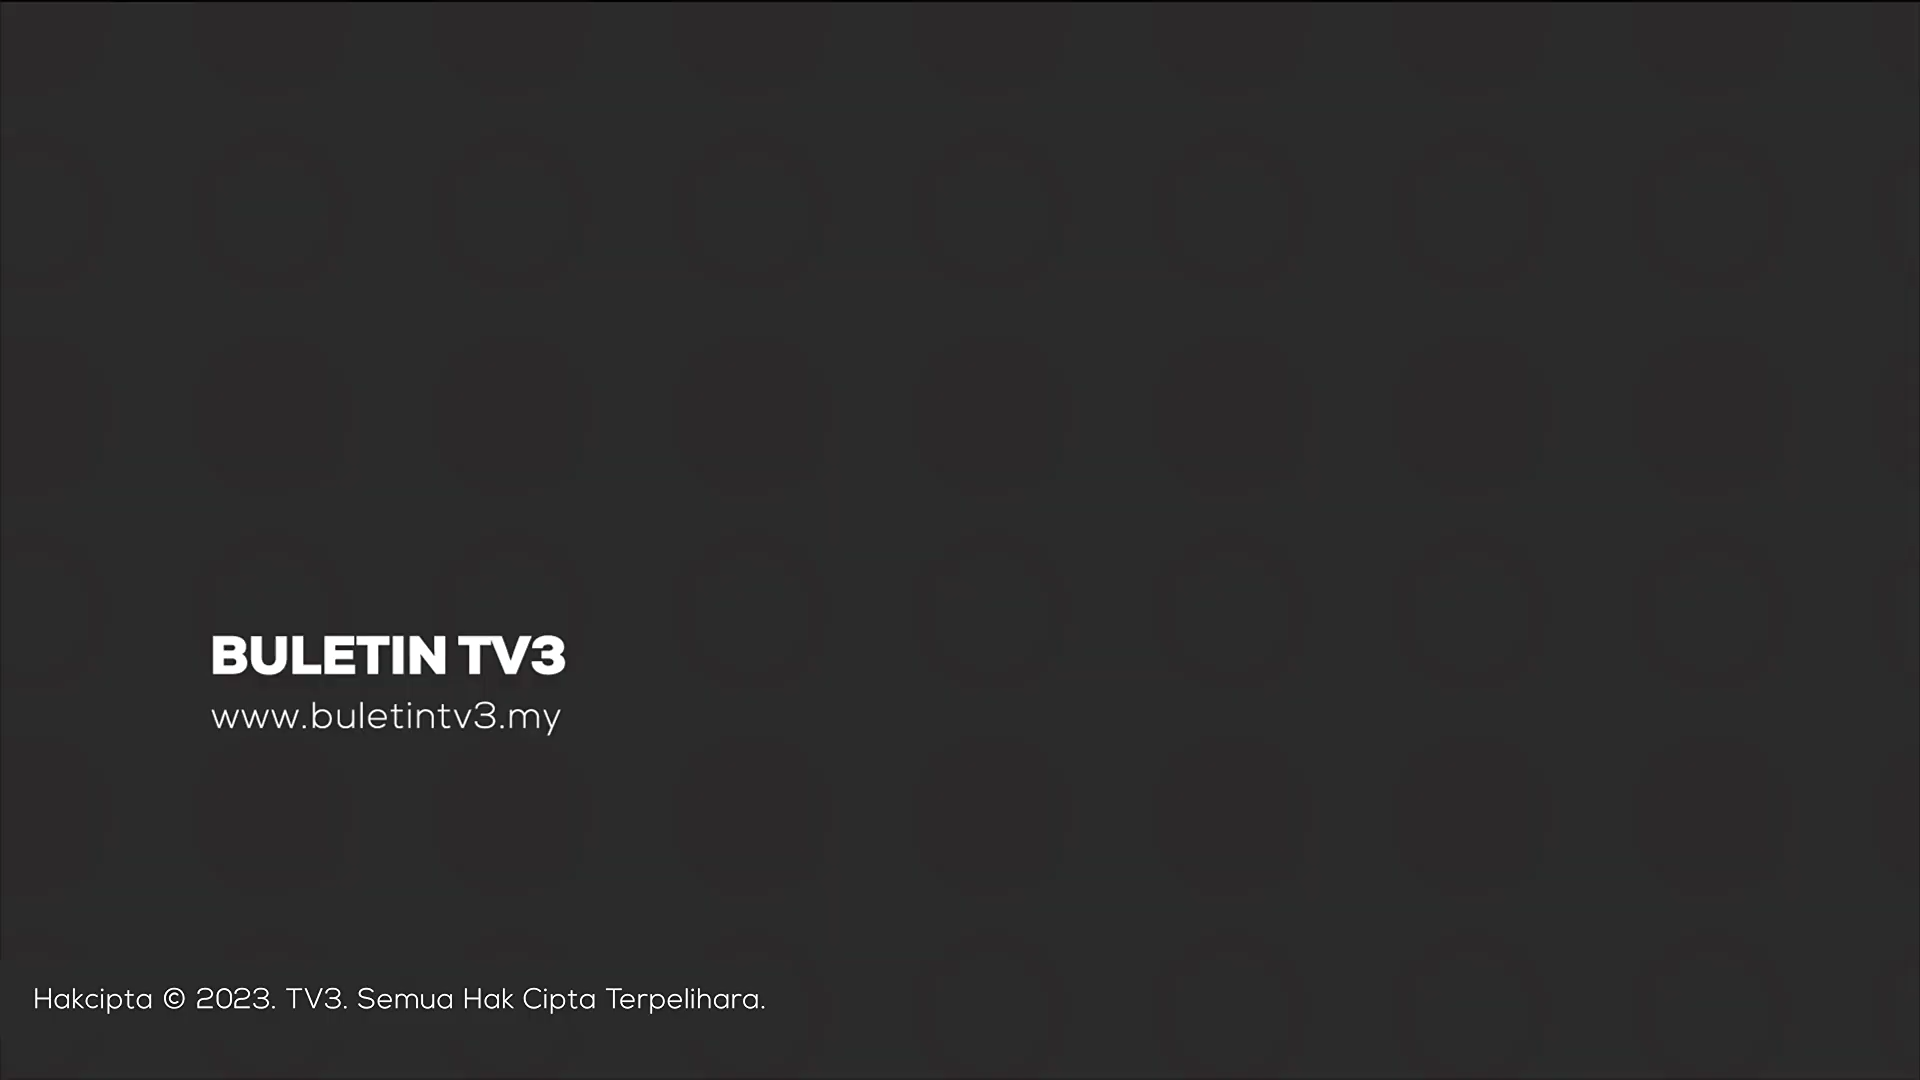 BULETIN TV3
www.buletintv3.my
Hakcipta © 2023. TV3. Semua Hak Cipta Terpelihara.